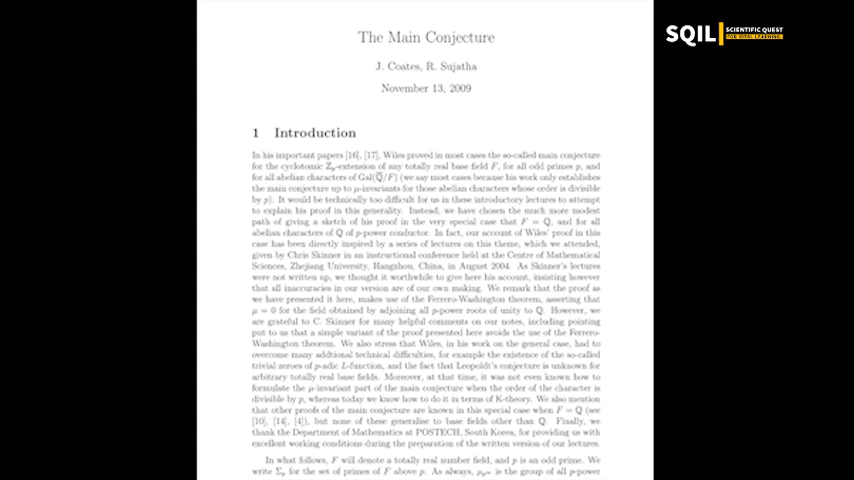 SQIL SCIENTIFIC QUEST
FOR IDEAL LEARNING
The Main Conjecture
J. Coates, R. Sujatha
November 13, 2009
1 Introduction
In his important papers [16], [17], Wiles proved in most cases the so-called main conjecture
for the cyclotomic ℤₚ-extension of any totally real base field F, for all odd primes p, and
for all abelian characters of Gal(ℚ̅/F) (we say most cases because his work only establishes
the main conjecture up to μ-invariants for those abelian characters whose order is divisible
by p). It would be technically too difficult for us in these introductory lectures to attempt
to explain his proof in this generality. Instead, we have chosen the much more modest
path of giving a sketch of his proof in the very special case that F = ℚ, and for all
abelian characters of ℚ of p-power conductor. In fact, our account of Wiles' proof in this
case has been directly inspired by a series of lectures on this theme, which we attended,
given by Chris Skinner in an instructional conference held at the Centre of Mathematical
Sciences, Zhejiang University, Hangzhou, China, in August 2004. As Skinner's lectures
were not written up, we thought it worthwhile to give here his account, insisting however
that all inaccuracies in our version are of our own making. We remark that the proof as
we have presented it here, makes use of the Ferrero-Washington theorem, asserting that
μ = 0 for the field obtained by adjoining all p-power roots of unity to ℚ. However, we
are grateful to C. Skinner for many helpful comments on our notes, including pointing
put to us that a simple variant of the proof presented here avoids the use of the Ferrero-
Washington theorem. We also stress that Wiles, in his work on the general case, had to
overcome many addtional technical difficulties, for example the existence of the so-called
trivial zeroes of p-adic L-function, and the fact that Leopoldt's conjecture is unknown for
arbitrary totally real base fields. Moreover, at that time, it was not even known how to
formulate the μ-invariant part of the main conjecture when the order of the character is
divisible by p, whereas today we know how to do it in terms of K-theory. We also mention
that other proofs of the main conjecture are known in this special case when F = ℚ (see
[10], [14], [4]), but none of these generalise to base fields other than ℚ. Finally, we
thank the Department of Mathematics at POSTECH, South Korea, for providing us with
excellent working conditions during the preparation of the written version of our lectures.
In what follows, F will denote a totally real number field, and p is an odd prime. We
write Σₚ for the set of primes of F above p. As always, μₚ∞ is the group of all p-power